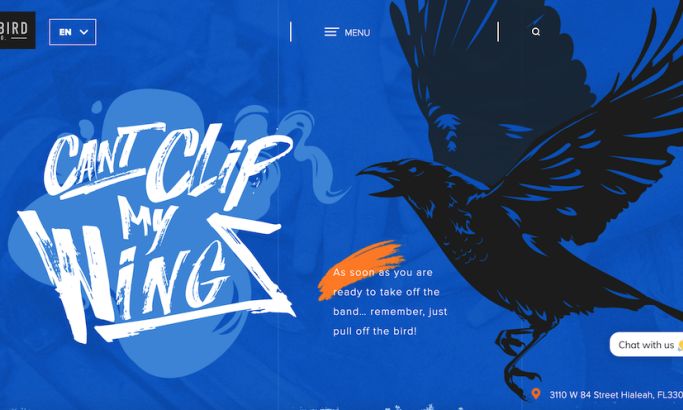 BIRD
EN
MENU
CAN'T CLIP
MY
WINGS
As soon as you are
ready to take off the
band... remember, just
pull off the bird!
Chat with us
3110 W 84 Street Hialeah, FL330